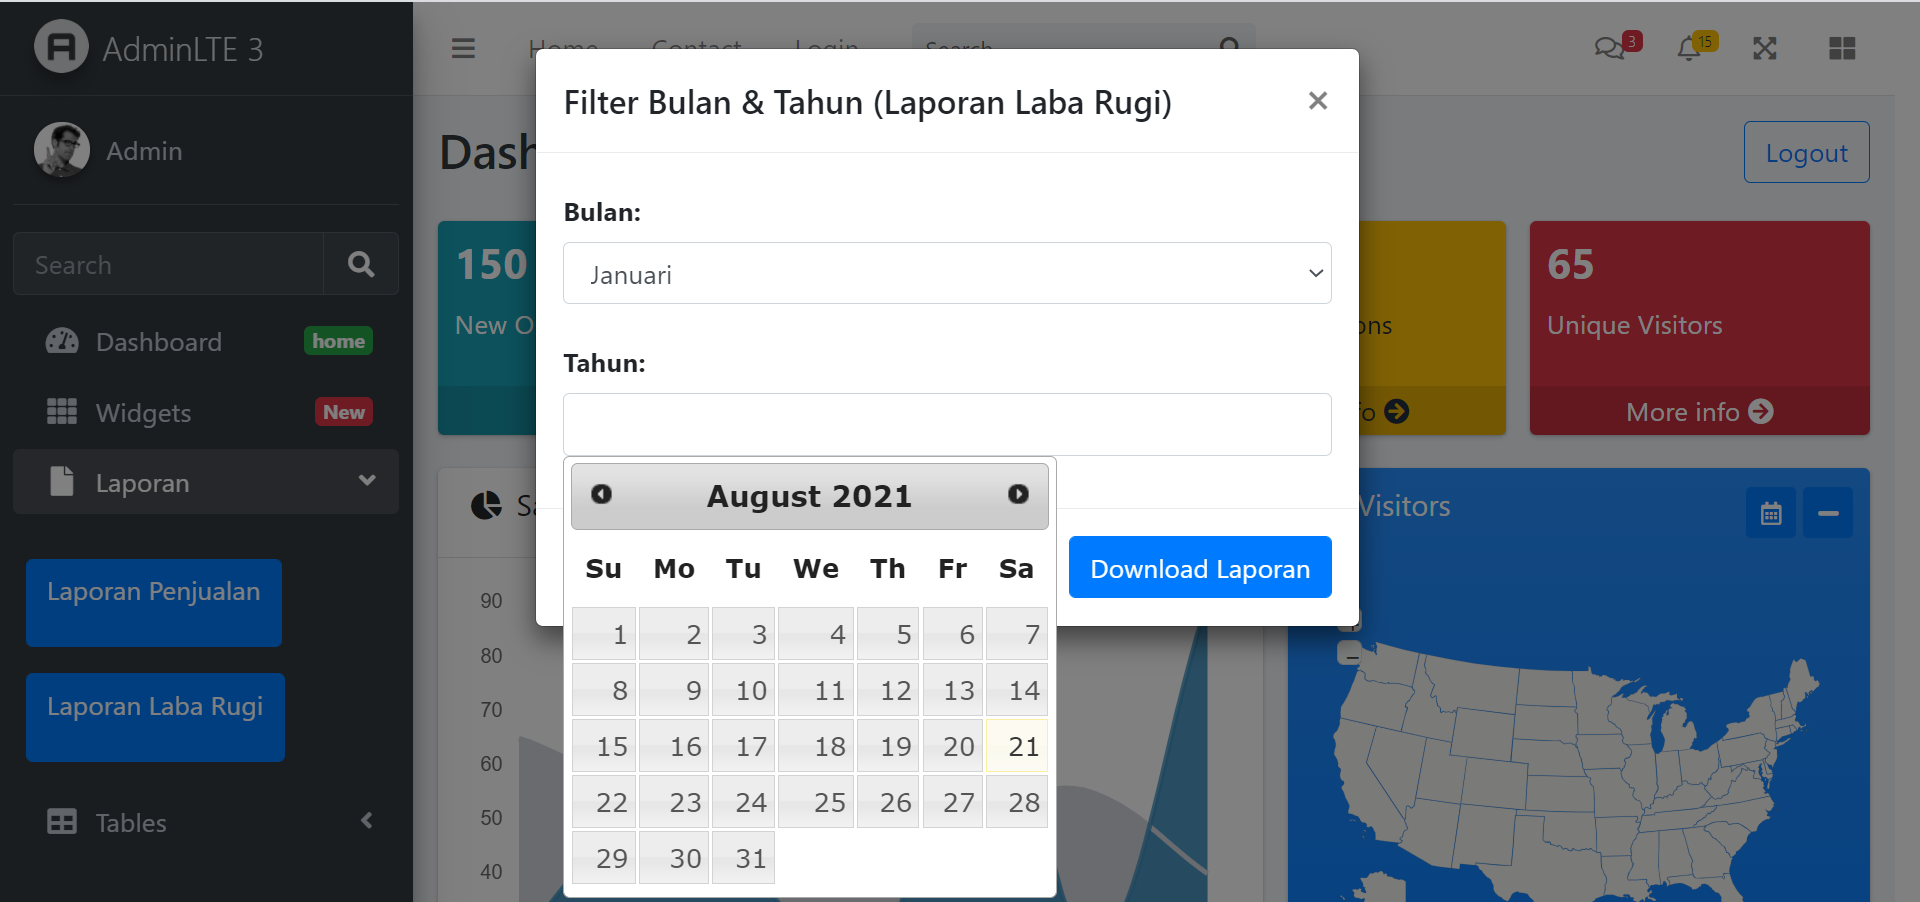 AdminLTE 3
Admin
Search
Dashboard
home
Widgets
New
Laporan
Laporan Penjualan
Laporan Laba Rugi
Tables
Home
Contact
Login
Search
3
15
Dash
Logout
150
New O
ons
fo
65
Unique Visitors
More info
Sa
90
80
70
60
50
40
Visitors
Filter Bulan & Tahun (Laporan Laba Rugi)
×
Bulan:
Januari
Tahun:
August 2021
Su Mo Tu We Th Fr Sa
1 2 3 4 5 6 7
8 9 10 11 12 13 14
15 16 17 18 19 20 21
22 23 24 25 26 27 28
29 30 31
Download Laporan